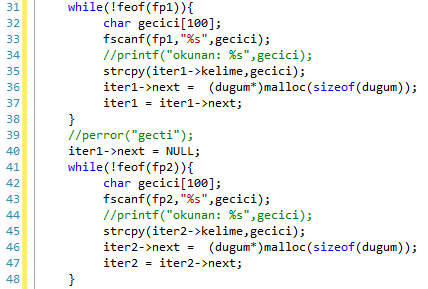 31 while(!feof(fp1)){
32 char gecici[100];
33 fscanf(fp1,"%s",gecici);
34 //printf("okunan: %s",gecici);
35 strcpy(iter1->kelime,gecici);
36 iter1->next = (dugum*)malloc(sizeof(dugum));
37 iter1 = iter1->next;
38 }
39 //perror("gecti");
40 iter1->next = NULL;
41 while(!feof(fp2)){
42 char gecici[100];
43 fscanf(fp2,"%s",gecici);
44 //printf("okunan: %s",gecici);
45 strcpy(iter2->kelime,gecici);
46 iter2->next = (dugum*)malloc(sizeof(dugum));
47 iter2 = iter2->next;
48 }